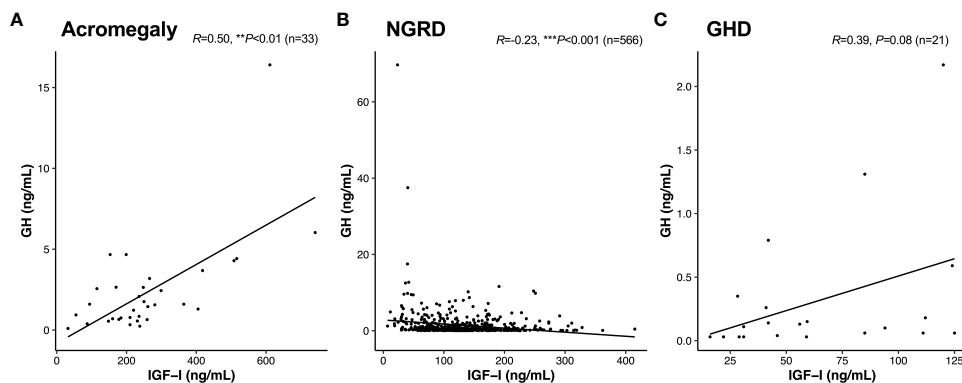 A
Acromegaly
R=0.50, **P<0.01 (n=33)
GH (ng/mL)
15
10
5
0
0
200
400
600
IGF-I (ng/mL)
B
NGRD
R=-0.23, ***P<0.001 (n=566)
GH (ng/mL)
60
40
20
0
0
100
200
300
400
IGF-I (ng/mL)
C
GHD
R=0.39, P=0.08 (n=21)
GH (ng/mL)
2.0
1.5
1.0
0.5
0.0
25
50
75
100
125
IGF-I (ng/mL)